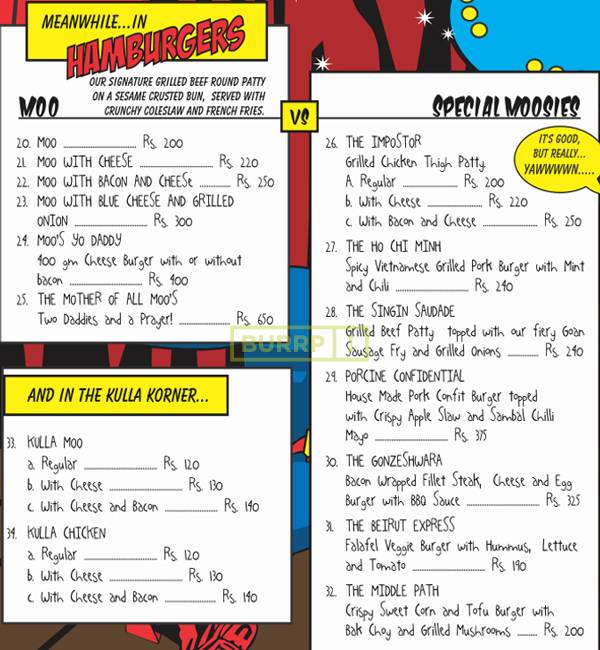 MEANWHILE...IN
HAMBURGERS
OUR SIGNATURE GRILLED BEEF ROUND PATTY
ON A SESAME CRUSTED BUN, SERVED WITH
CRUNCHY COLESLAW AND FRENCH FRIES.
MOO
20. MOO Rs. 200
21. MOO WITH CHEESE Rs. 220
22. MOO WITH BACON AND CHEESe Rs. 250
23. MOO WITH BLUE CHEESE AND GRILLED
ONION Rs. 300
24. MOO'S YO DADDY
400 gm Cheese Burger with or without
bacon Rs. 400
25. THE MOTHER OF ALL MOO'S
Two Daddies and a Prayer! Rs. 650
AND IN THE KULLA KORNER...
33. KULLA MOO
a. Regular Rs. 120
b. With Cheese Rs. 130
c. With Cheese and Bacon Rs. 140
34. KULLA CHICKEN
a. Regular Rs. 120
b. With Cheese Rs. 130
c. With Cheese and Bacon Rs. 140
VS
SPECIAL MOOSIES
IT'S GOOD,
BUT REALLY...
YAWWWWN.....
26. THE IMPOSTOR
Grilled Chicken Thigh Patty
A. Regular Rs. 200
b. With Cheese Rs. 220
c. With Bacon and Cheese Rs. 250
27. THE HO CHI MINH
Spicy Vietnamese Grilled Pork Burger with Mint
and Chili Rs. 240
28. THE SINGIN SAUDADE
Grilled Beef Patty topped with our fiery Goan
Sausage Fry and Grilled Onions Rs. 240
29. PORCINE CONFIDENTIAL
House Made Pork Confit Burger topped
with Crispy Apple Slaw and Sambal Chilli
Mayo Rs. 375
30. THE GONZESHWARA
Bacon Wrapped Fillet Steak, Cheese and Egg
Burger with BBQ Sauce Rs. 325
31. THE BEIRUT EXPRESS
Falafel Veggie Burger with Hummus, Lettuce
and Tomato Rs. 190
32. THE MIDDLE PATH
Crispy Sweet Corn and Tofu Burger with
Bak Choy and Grilled Mushrooms Rs. 200
BURRP